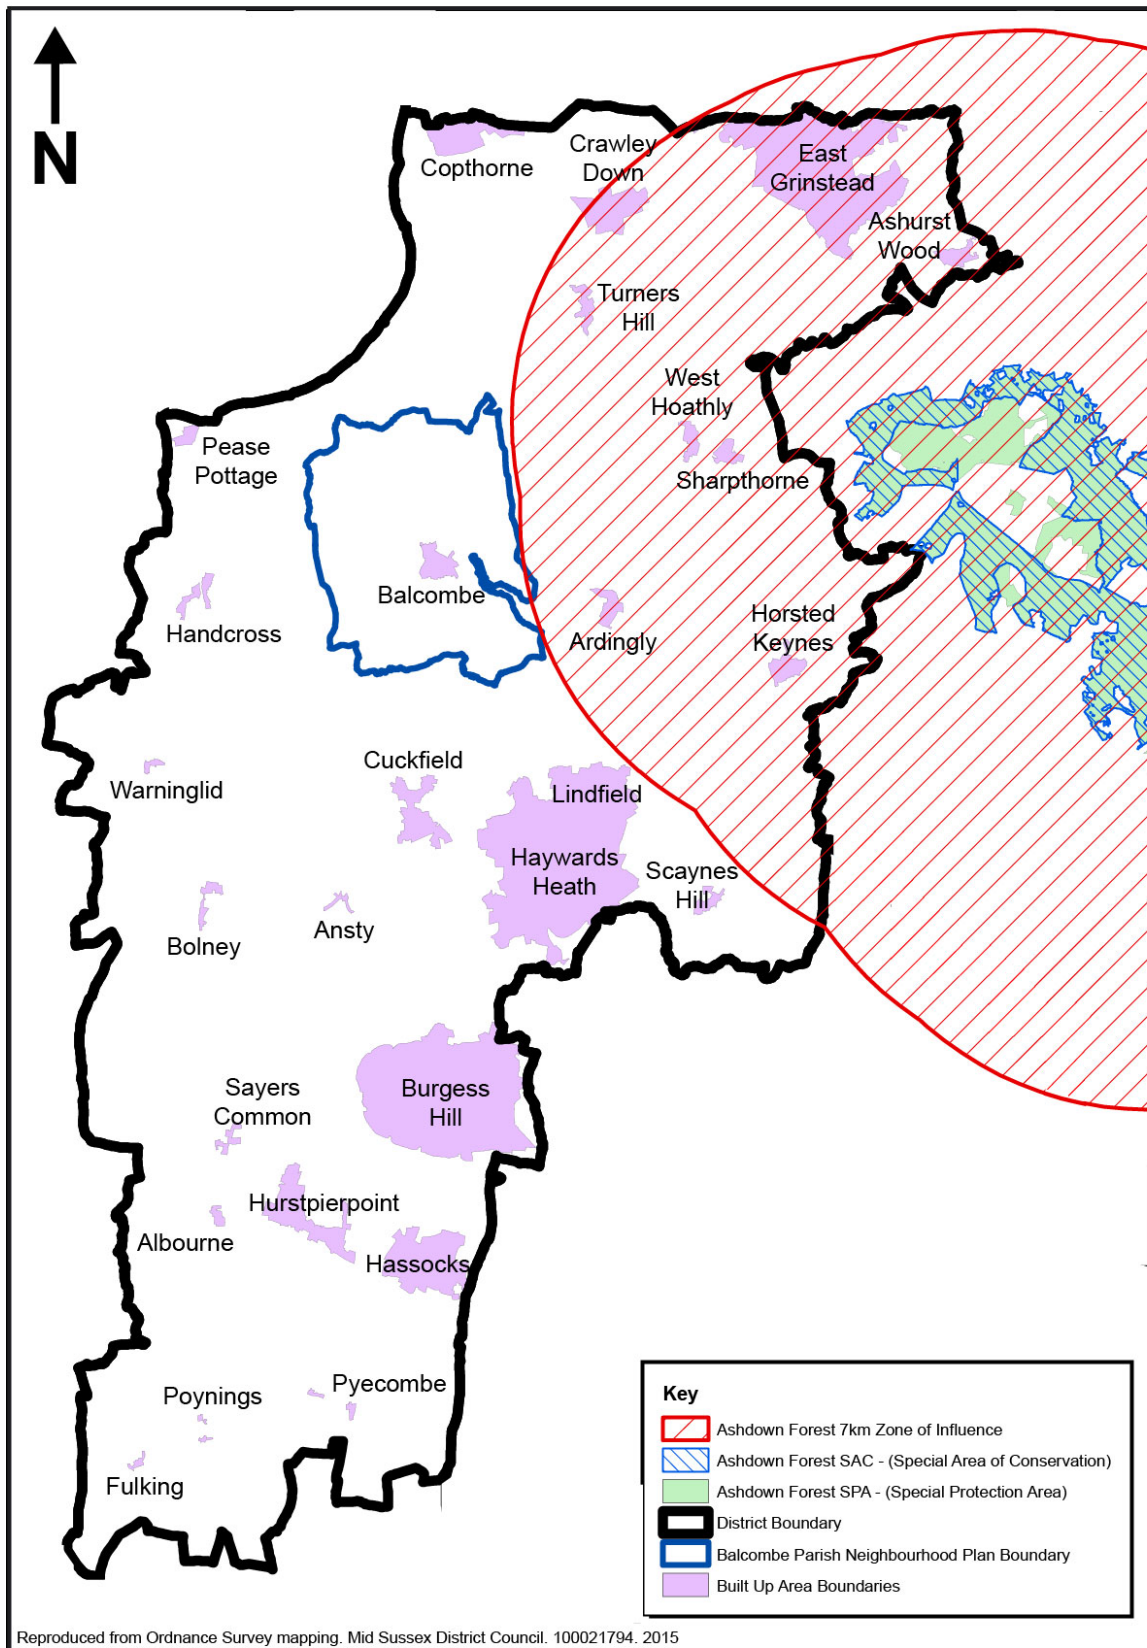 N
Copthorne
Crawley
Down
East
Grinstead
Ashurst
Wood
Turners
Hill
West
Hoathly
Sharpthorne
Pease
Pottage
Balcombe
Handcross
Ardingly
Horsted
Keynes
Warninglid
Cuckfield
Lindfield
Haywards
Heath
Scaynes
Hill
Bolney
Ansty
Burgess
Hill
Sayers
Common
Hurstpierpoint
Albourne
Hassocks
Poynings
Pyecombe
Fulking
Key
Ashdown Forest 7km Zone of Influence
Ashdown Forest SAC - (Special Area of Conservation)
Ashdown Forest SPA - (Special Protection Area)
District Boundary
Balcombe Parish Neighbourhood Plan Boundary
Built Up Area Boundaries
Reproduced from Ordnance Survey mapping. Mid Sussex District Council. 100021794. 2015